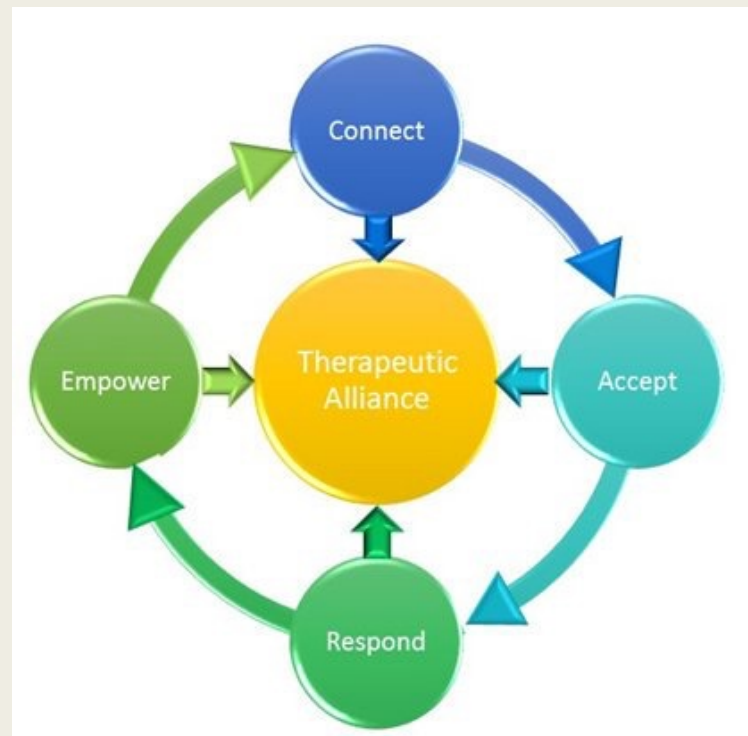 Connect
Therapeutic
Alliance
Empower
Accept
Respond